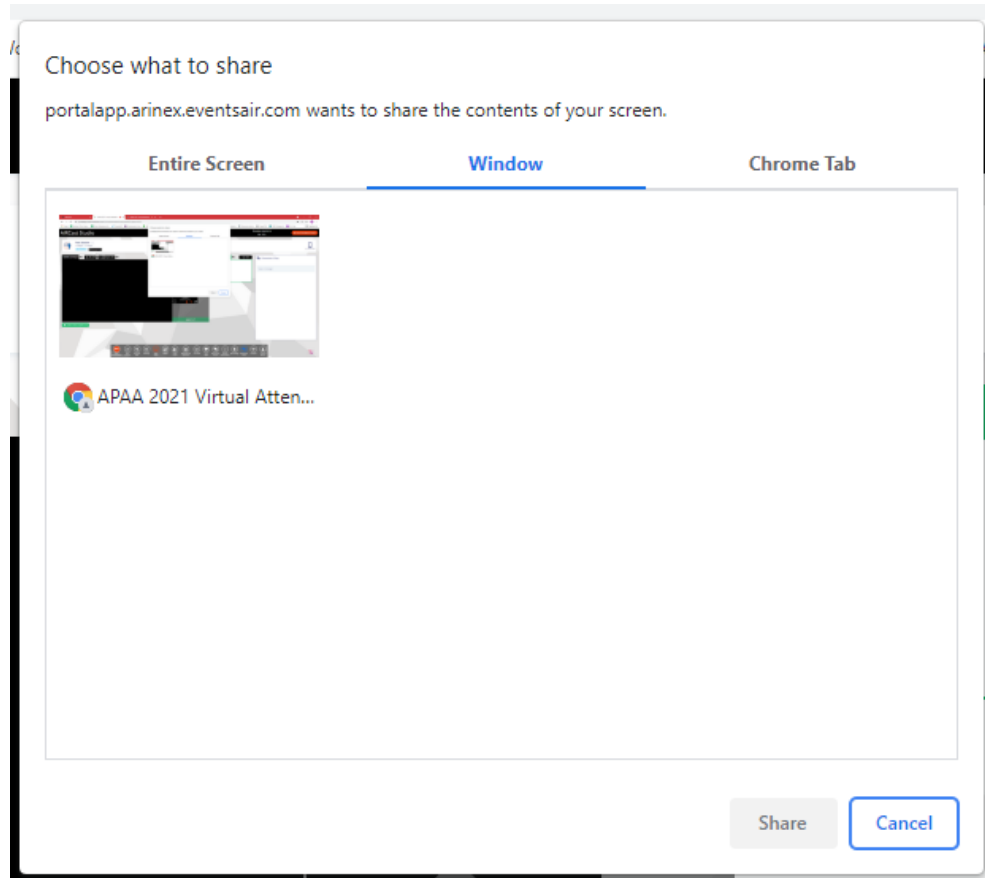 Choose what to share
portalapp.arinex.eventsair.com wants to share the contents of your screen.
Entire Screen
Window
Chrome Tab
APAA 2021 Virtual Atten...
Share
Cancel